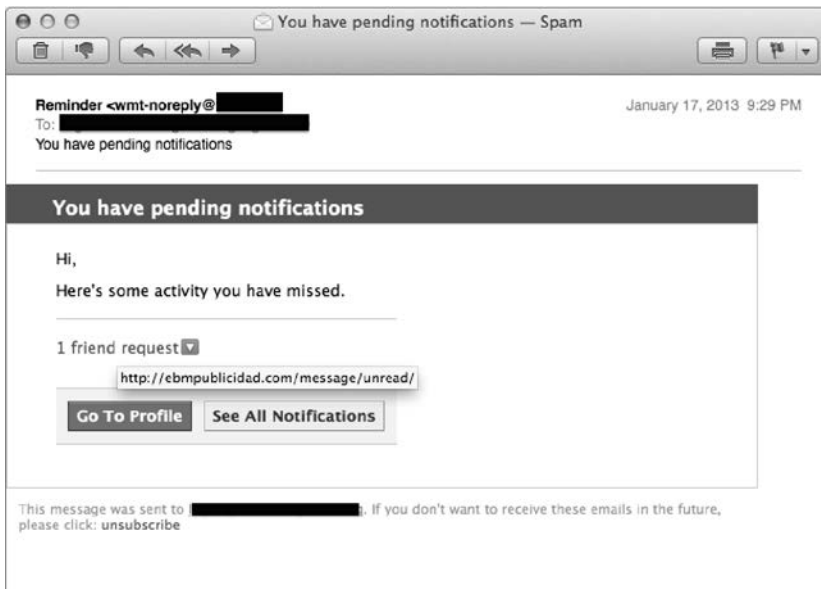 You have pending notifications — Spam
Reminder <wmt-noreply@
January 17, 2013 9:29 PM
To:
You have pending notifications
You have pending notifications
Hi,
Here's some activity you have missed.
1 friend request
http://ebmpublicidad.com/message/unread/
Go To Profile See All Notifications
This message was sent to . If you don't want to receive these emails in the future,
please click: unsubscribe